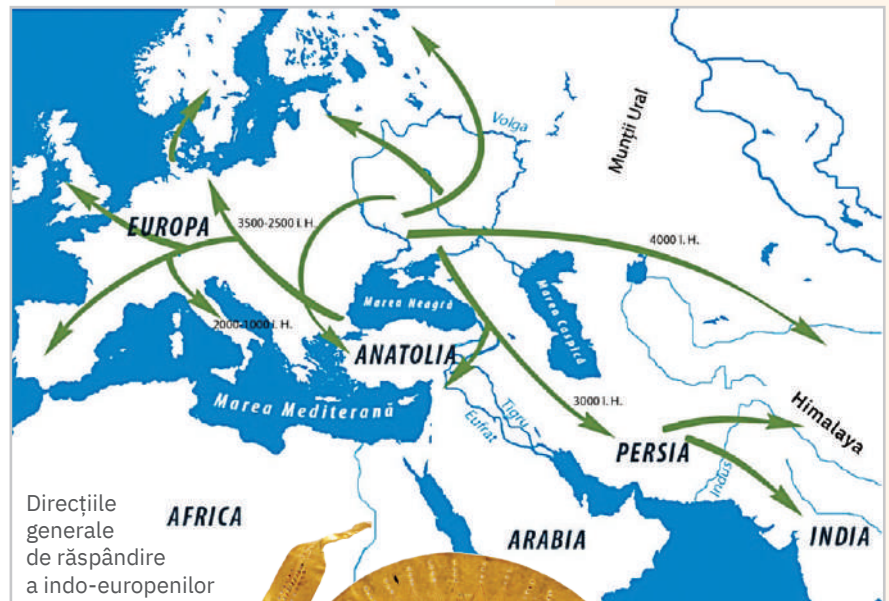 Volga
Munții Ural
EUROPA
3500-2500 î. H.
4000 î. H.
Marea Neagră
Marea Caspică
2000-1000 î. H.
ANATOLIA
Marea Mediterană
Tigru
Eufrat
3000 î. H.
Himalaya
PERSIA
Indus
AFRICA
ARABIA
INDIA
Direcțiile
generale
de răspândire
a indo-europenilor